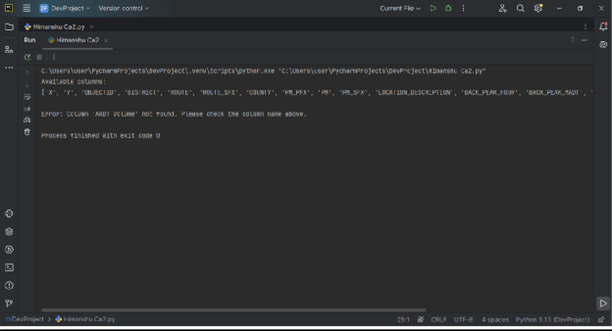 DevProject
Version control
Current File
Himanshu Ca2.py
Run
Himanshu Ca2
C:\Users\user\PycharmProjects\DevProject\.venv\Scripts\python.exe "C:\Users\user\PycharmProjects\DevProject\Himanshu Ca2.py"
Available columns:
['X', 'Y', 'OBJECTID', 'DISTRICT', 'ROUTE', 'ROUTE_SFX', 'COUNTY', 'PM_PFX', 'PM', 'PM_SFX', 'LOCATION_DESCRIPTION', 'BACK_PEAK_HOUR', 'BACK_PEAK_MADT', '
Error: Column 'AADT Volume' not found. Please check the column name above.
Process finished with exit code 0
DevProject > Himanshu Ca2.py
CRLF
UTF-8
4 spaces
Python 3.13 (DevProject)